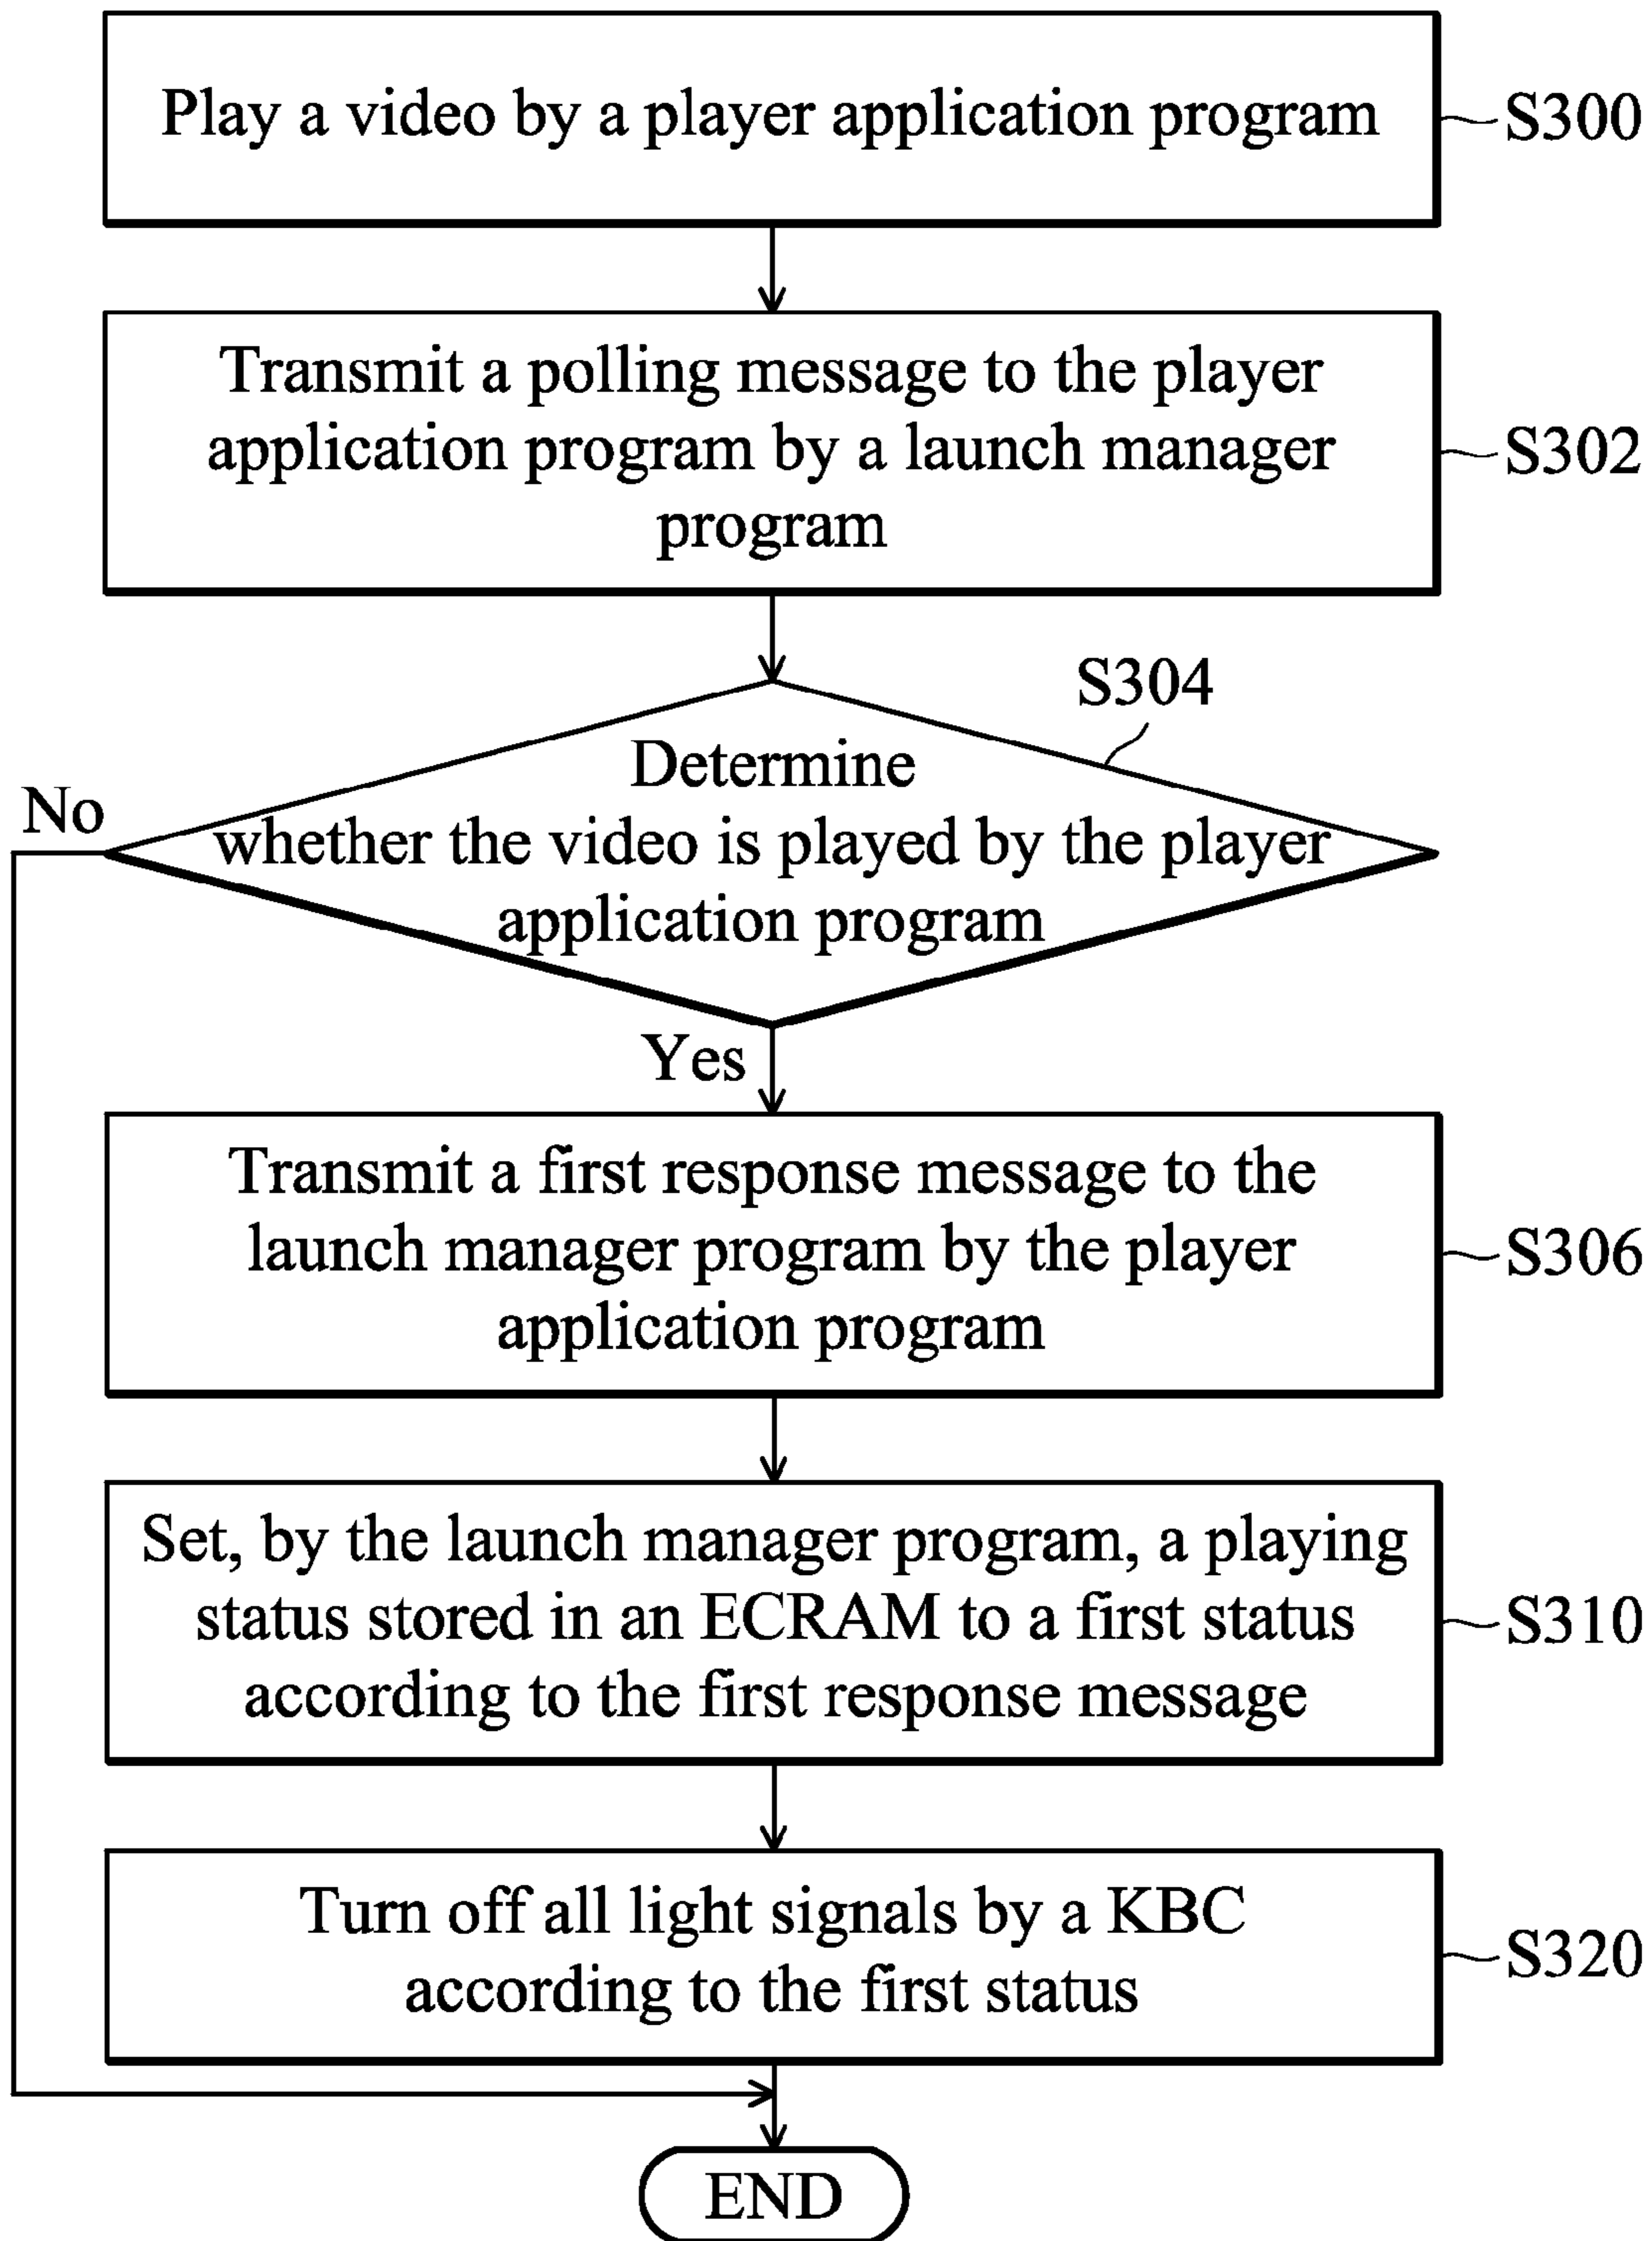 Play a video by a player application program
S300
Transmit a polling message to the player
application program by a launch manager
program
S302
S304
Determine
whether the video is played by the player
application program
No
Yes
Transmit a first response message to the
launch manager program by the player
application program
S306
Set, by the launch manager program, a playing
status stored in an ECRAM to a first status
according to the first response message
S310
Turn off all light signals by a KBC
according to the first status
S320
END